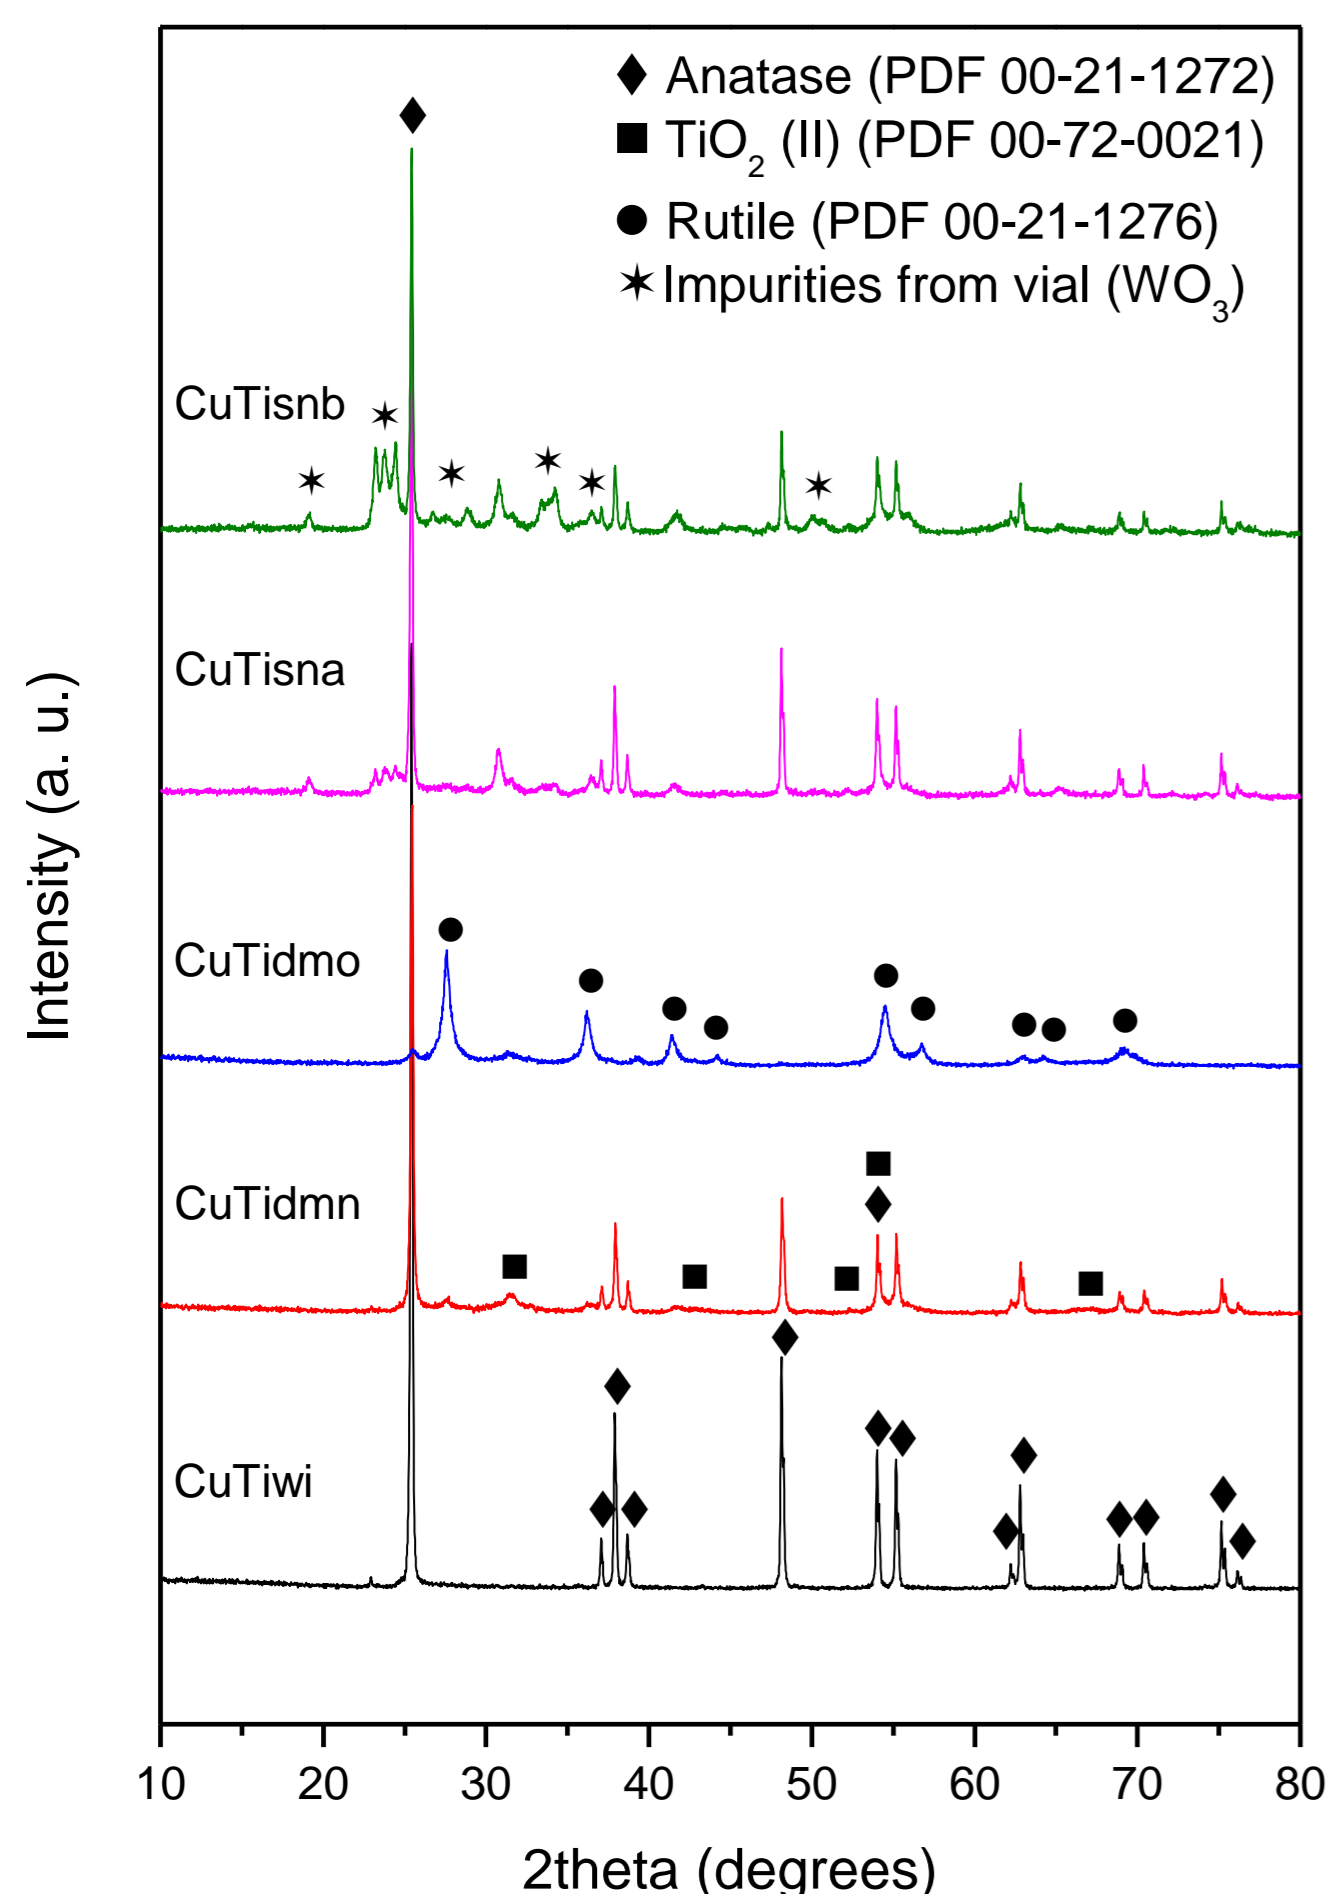 ◆ Anatase (PDF 00-21-1272)
■ TiO₂ (II) (PDF 00-72-0021)
● Rutile (PDF 00-21-1276)
✶ Impurities from vial (WO₃)
CuTisnb
CuTisna
CuTidmo
CuTidmn
CuTiwi
Intensity (a. u.)
10 20 30 40 50 60 70 80
2theta (degrees)